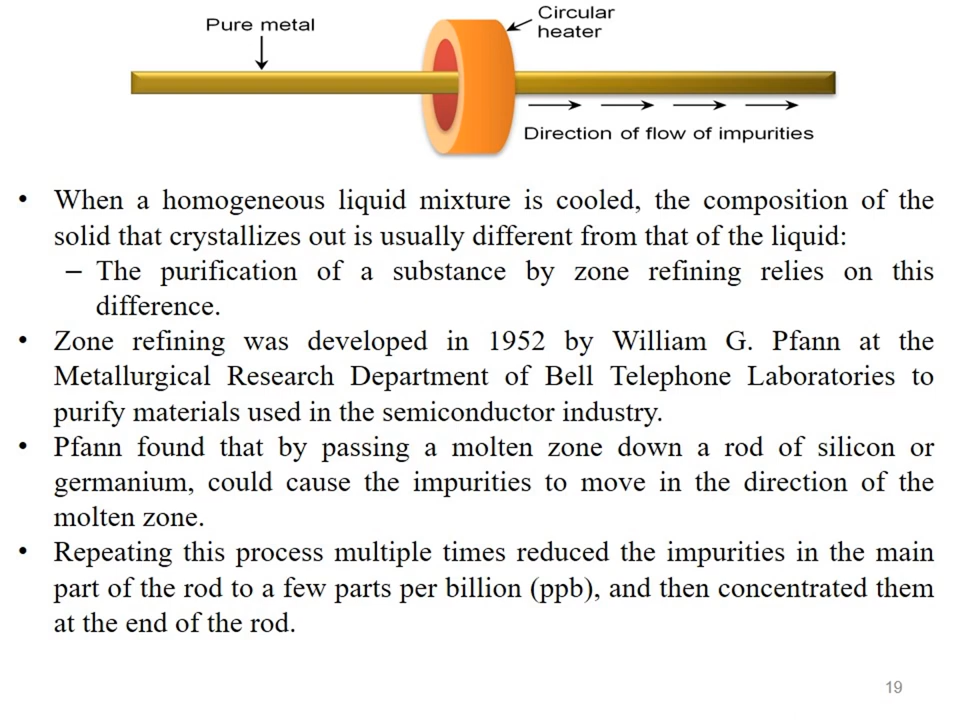 Pure metal
Circular
heater
Direction of flow of impurities
• When a homogeneous liquid mixture is cooled, the composition of the
solid that crystallizes out is usually different from that of the liquid:
– The purification of a substance by zone refining relies on this
difference.
• Zone refining was developed in 1952 by William G. Pfann at the
Metallurgical Research Department of Bell Telephone Laboratories to
purify materials used in the semiconductor industry.
• Pfann found that by passing a molten zone down a rod of silicon or
germanium, could cause the impurities to move in the direction of the
molten zone.
• Repeating this process multiple times reduced the impurities in the main
part of the rod to a few parts per billion (ppb), and then concentrated them
at the end of the rod.
19